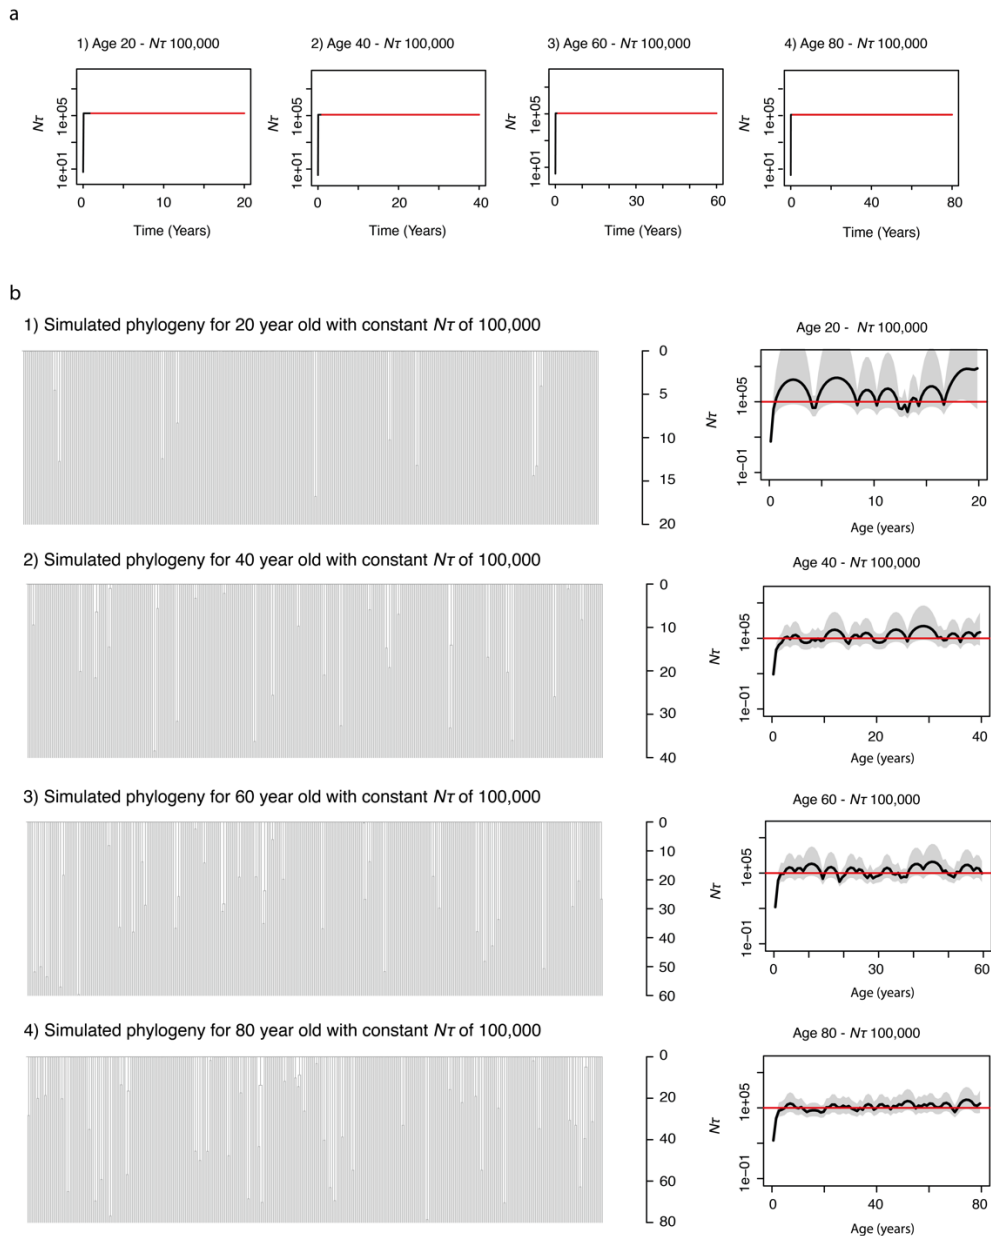 a
1) Age 20 - Nτ 100,000
2) Age 40 - Nτ 100,000
3) Age 60 - Nτ 100,000
4) Age 80 - Nτ 100,000
Nτ
1e+05
1e+01
0
20
Time (Years)
Nτ
1e+05
1e+01
0
40
Time (Years)
Nτ
1e+05
1e+01
0
30
60
Time (Years)
Nτ
1e+05
1e+01
0
40
80
Time (Years)
b
1) Simulated phylogeny for 20 year old with constant Nτ of 100,000
0
5
10
15
20
Age 20 - Nτ 100,000
Nτ
1e+05
1e-01
0
10
20
Age (years)
2) Simulated phylogeny for 40 year old with constant Nτ of 100,000
0
10
20
30
40
Age 40 - Nτ 100,000
Nτ
1e+05
1e-01
0
20
40
Age (years)
3) Simulated phylogeny for 60 year old with constant Nτ of 100,000
0
10
20
30
40
50
60
Age 60 - Nτ 100,000
Nτ
1e+05
1e-01
0
30
60
Age (years)
4) Simulated phylogeny for 80 year old with constant Nτ of 100,000
0
20
40
60
80
Age 80 - Nτ 100,000
Nτ
1e+05
1e-01
0
40
80
Age (years)